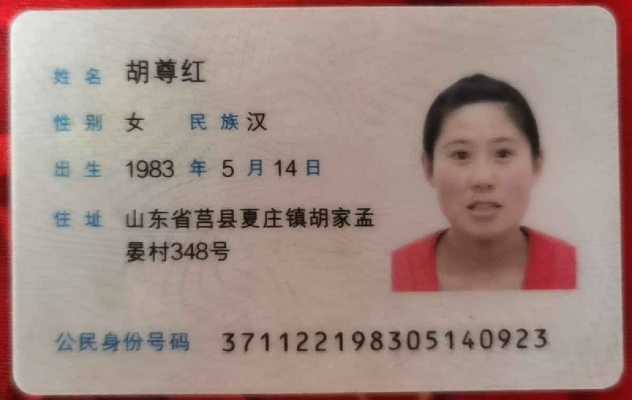 姓名 胡尊红
性别 女 民族 汉
出生 1983 年 5 月 14 日
住址 山东省莒县夏庄镇胡家孟
晏村348号
公民身份号码 371122198305140923